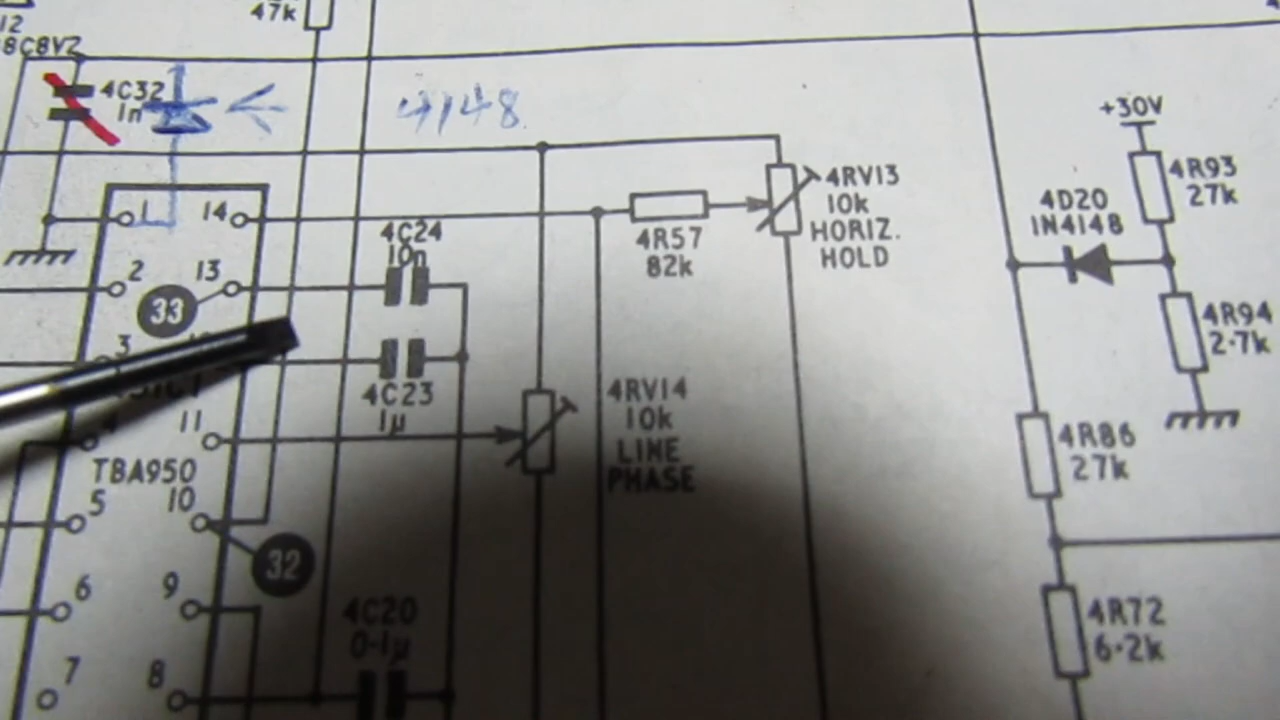 47k
8C8V2
4C32
1n
4148
+30V
4R93
27k
4D20
1N4148
4RV13
10k
HORIZ.
HOLD
4R57
82k
1
14
4C24
10n
2
13
33
4R94
2·7k
3
4C23
1µ
4RV14
10k
LINE
PHASE
11
4R86
27k
TBA950
5
10
32
6
9
4C20
0·1µ
4R72
6·2k
7
8